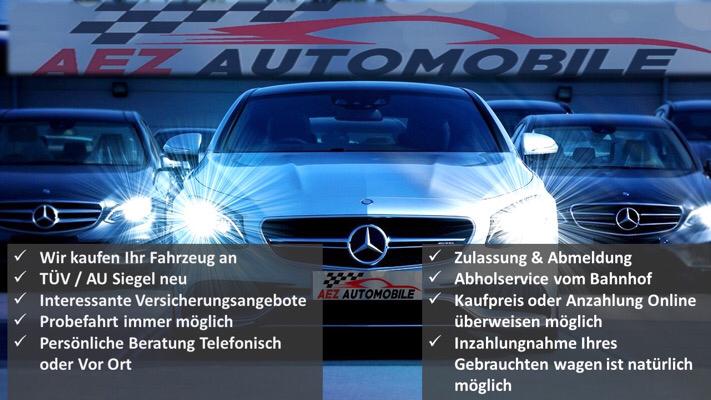 AEZ AUTOMOBILE
✓ Wir kaufen Ihr Fahrzeug an
✓ TÜV / AU Siegel neu
✓ Interessante Versicherungsangebote
✓ Probefahrt immer möglich
✓ Persönliche Beratung Telefonisch
oder Vor Ort
AEZ AUTOMOBILE
✓ Zulassung & Abmeldung
✓ Abholservice vom Bahnhof
✓ Kaufpreis oder Anzahlung Online
überweisen möglich
✓ Inzahlungnahme Ihres
Gebrauchten wagen ist natürlich
möglich